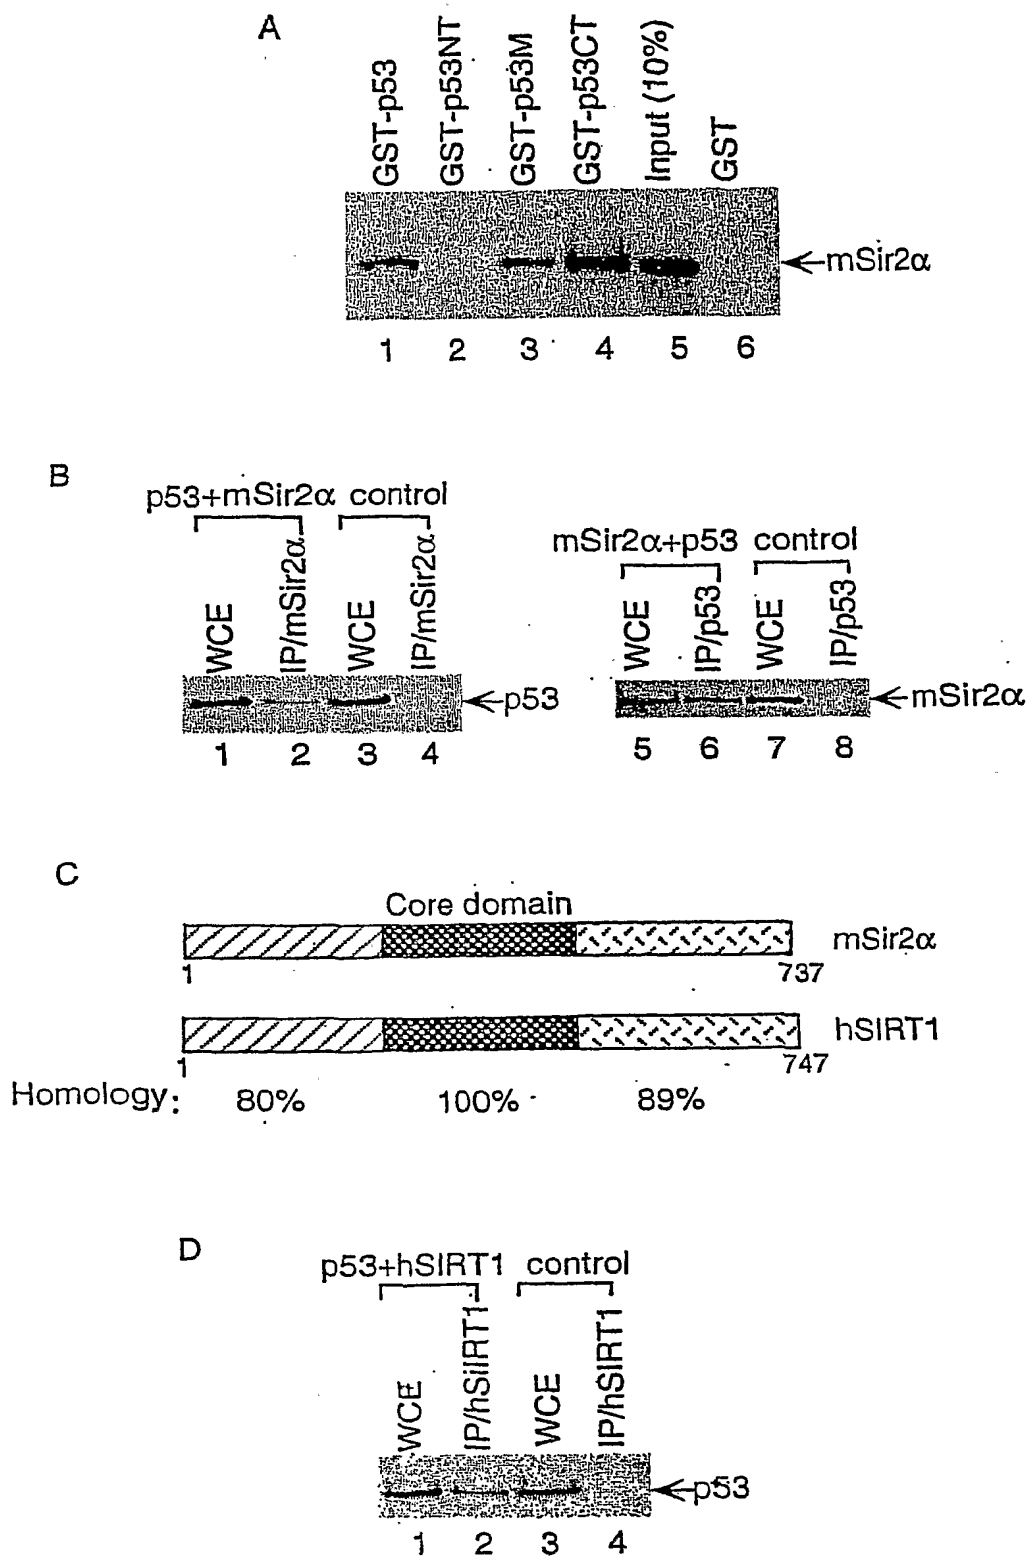 A
GST-p53
GST-p53NT
GST-p53M
GST-p53CT
Input (10%)
GST
mSir2α
1 2 3 4 5 6
B
p53+mSir2α control
WCE
IP/mSir2α
WCE
IP/mSir2α
p53
1 2 3 4
mSir2α+p53 control
WCE
IP/p53
WCE
IP/p53
mSir2α
5 6 7 8
C
Core domain
mSir2α
1 737
hSIRT1
1 747
Homology: 80% 100% 89%
D
p53+hSIRT1 control
WCE
IP/hSiIRT1
WCE
IP/hSIRT1
p53
1 2 3 4